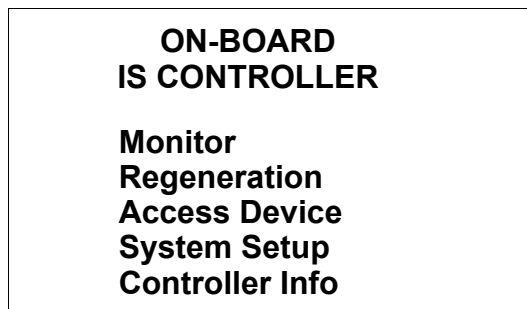 ON-BOARD
IS CONTROLLER
Monitor
Regeneration
Access Device
System Setup
Controller Info